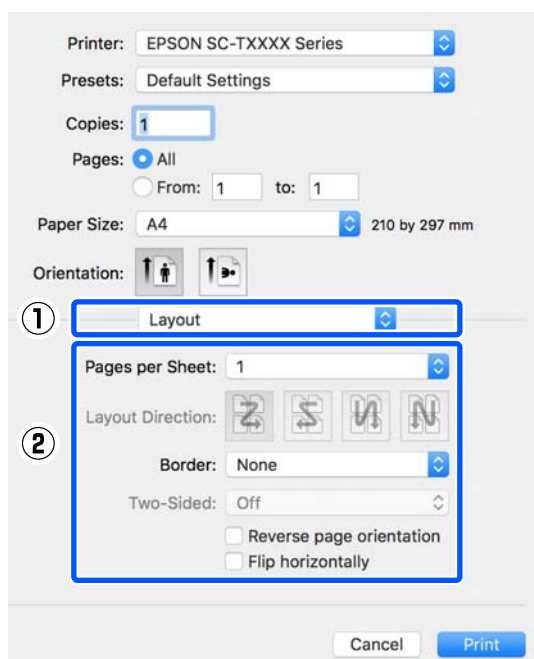 Printer: EPSON SC-TXXXX Series
Presets: Default Settings
Copies: 1
Pages: All
From: 1 to: 1
Paper Size: A4 210 by 297 mm
Orientation:
① Layout
Pages per Sheet: 1
Layout Direction:
②
Border: None
Two-Sided: Off
Reverse page orientation
Flip horizontally
Cancel Print